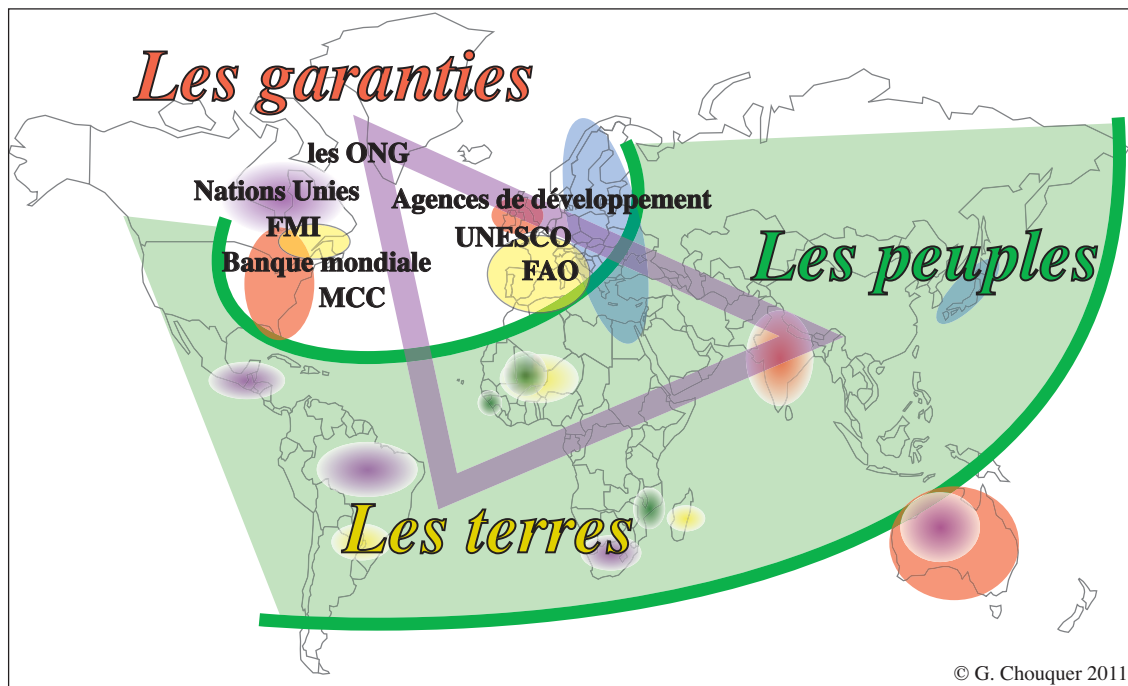 Les garanties
les ONG
Nations Unies
Agences de développement
FMI
UNESCO
Banque mondiale
FAO
MCC
Les peuples
Les terres
© G. Chouquer 2011